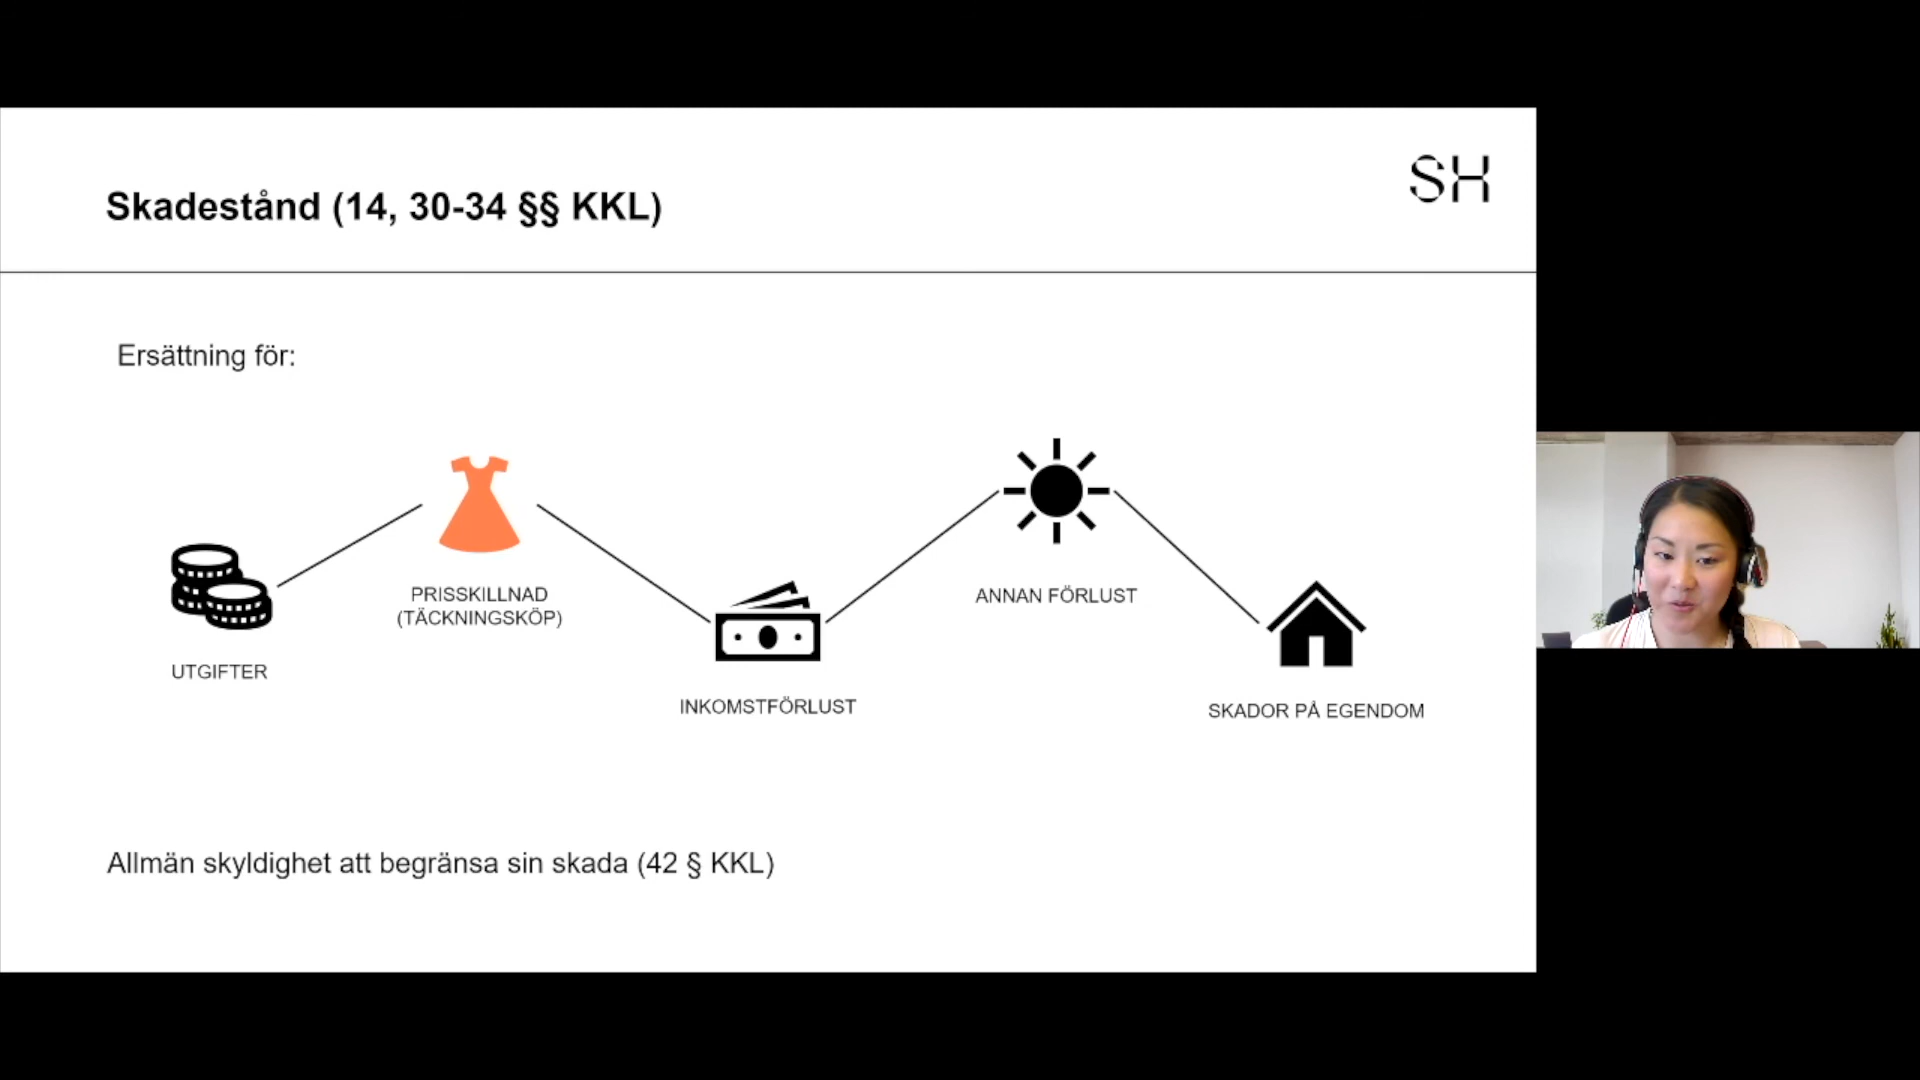 Skadestånd (14, 30-34 §§ KKL)
SH
Ersättning för:
UTGIFTER
PRISSKILLNAD
(TÄCKNINGSKÖP)
INKOMSTFÖRLUST
ANNAN FÖRLUST
SKADOR PÅ EGENDOM
Allmän skyldighet att begränsa sin skada (42 § KKL)